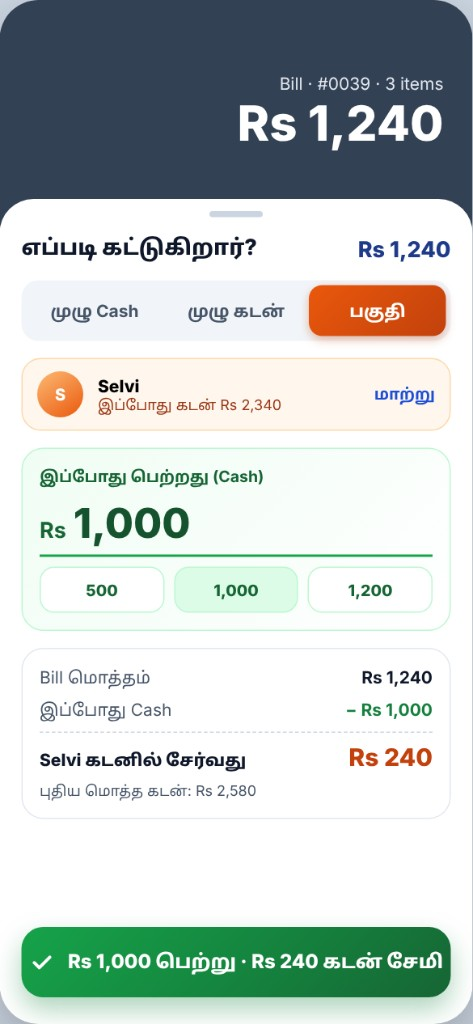 Bill · #0039 · 3 items
Rs 1,240
எப்படி கட்டுகிறார்?
Rs 1,240
முழு Cash
முழு கடன்
பகுதி
S
Selvi
இப்போது கடன் Rs 2,340
மாற்று
இப்போது பெற்றது (Cash)
Rs 1,000
500
1,000
1,200
Bill மொத்தம்
Rs 1,240
இப்போது Cash
– Rs 1,000
Selvi கடனில் சேர்வது
Rs 240
புதிய மொத்த கடன்: Rs 2,580
✓ Rs 1,000 பெற்று · Rs 240 கடன் சேமி